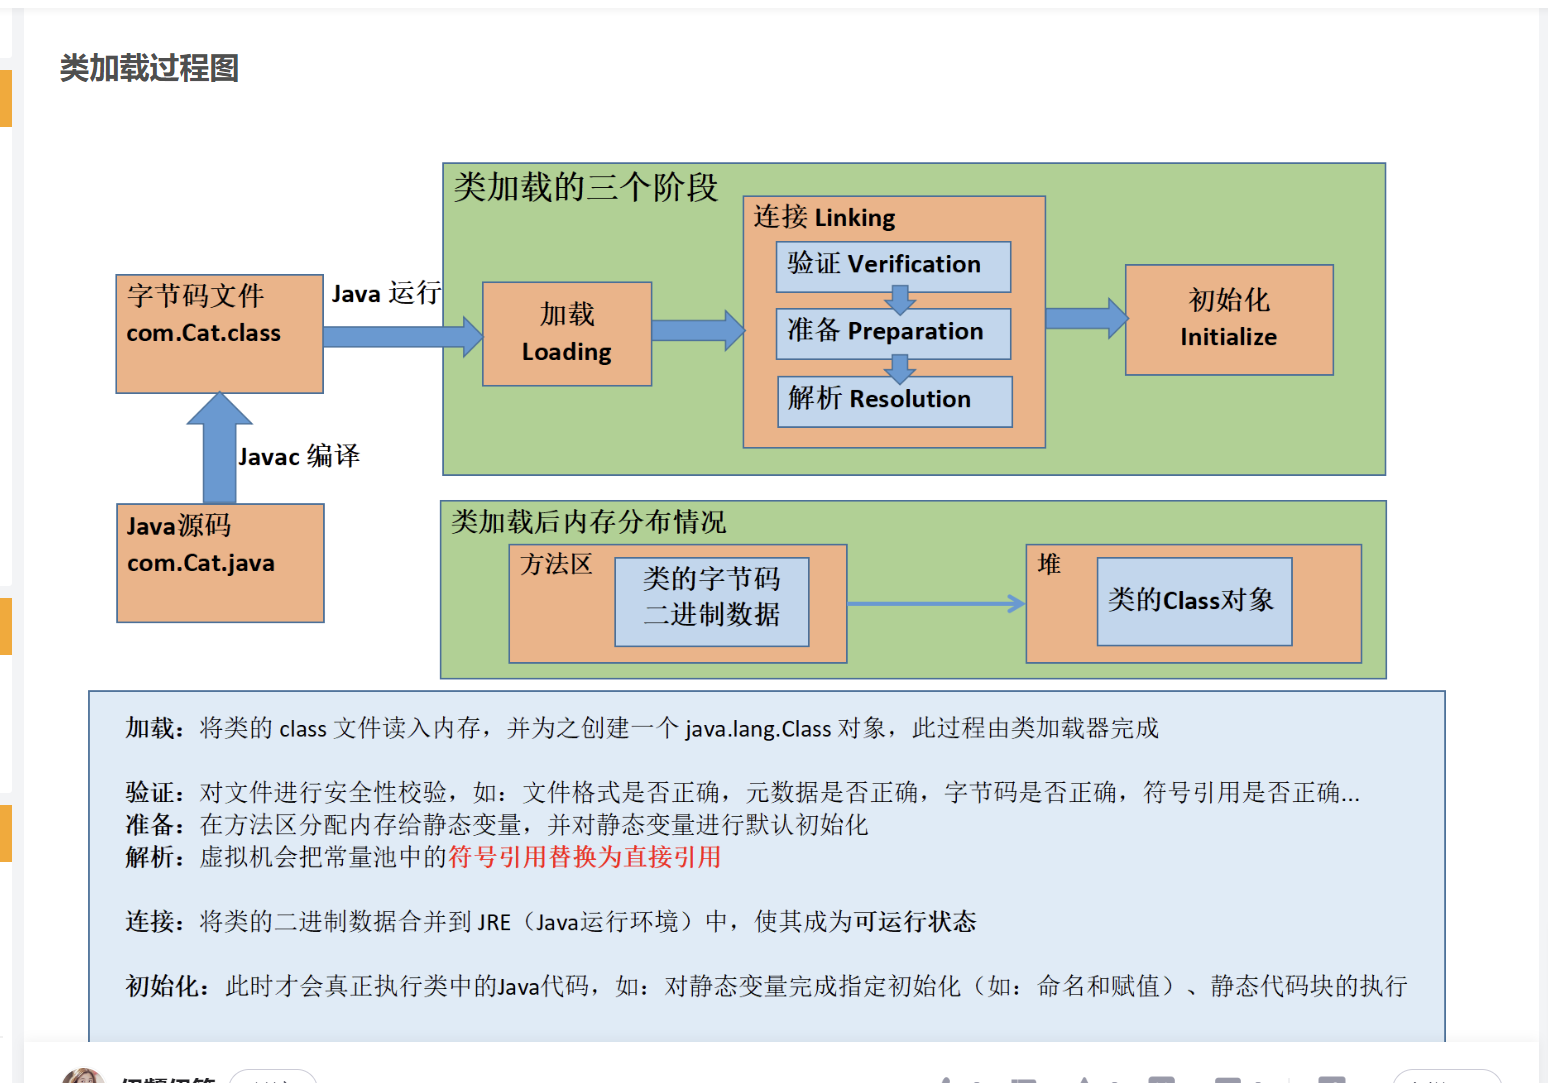 类加载过程图
类加载的三个阶段
连接 Linking
验证 Verification
准备 Preparation
解析 Resolution
字节码文件
com.Cat.class
Java 运行
加载
Loading
初始化
Initialize
Javac 编译
Java源码
com.Cat.java
类加载后内存分布情况
方法区
类的字节码
二进制数据
堆
类的Class对象
加载：将类的 class 文件读入内存，并为之创建一个 java.lang.Class 对象，此过程由类加载器完成
验证：对文件进行安全性校验，如：文件格式是否正确，元数据是否正确，字节码是否正确，符号引用是否正确...
准备：在方法区分配内存给静态变量，并对静态变量进行默认初始化
解析：虚拟机会把常量池中的符号引用替换为直接引用
连接：将类的二进制数据合并到 JRE（Java运行环境）中，使其成为可运行状态
初始化：此时才会真正执行类中的Java代码，如：对静态变量完成指定初始化（如：命名和赋值）、静态代码块的执行